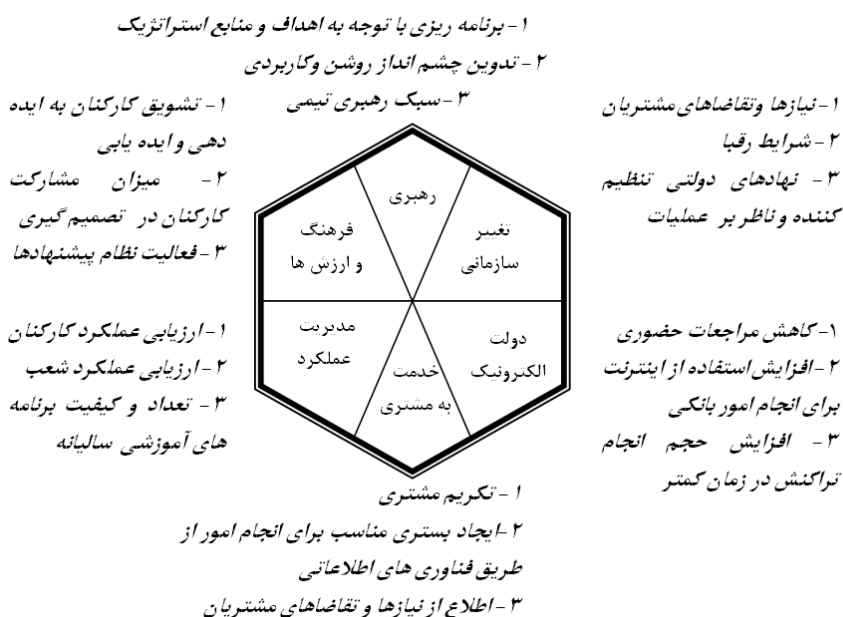 ۱- برنامه ریزی با توجه به اهداف و منابع استراتژیک
۲- تدوین چشم انداز روشن وکاربردی
۳- سبک رهبری تیمی
۱- نیازها وتقاضاهای مشتریان
۲- شرایط رقبا
۳- نهادهای دولتی تنظیم
کننده و ناظر بر عملیات
۱- تشویق کارکنان به ایده
دهی و ایده یابی
۲- میزان مشارکت
کارکنان در تصمیم گیری
۳- فعالیت نظام پیشنهادها
رهبری
تغییر
سازمانی
فرهنگ
و ارزش ها
دولت
الکترونیک
خدمت
به مشتری
مدیریت
عملکرد
۱- کاهش مراجعات حضوری
۲- افزایش استفاده از اینترنت
برای انجام امور بانکی
۳- افزایش حجم انجام
تراکنش در زمان کمتر
۱- ارزیابی عملکرد کارکنان
۲- ارزیابی عملکرد شعب
۳- تعداد و کیفیت برنامه
های آموزشی سالیانه
۱- تکریم مشتری
۲- ایجاد بستری مناسب برای انجام امور از
طریق فناوری های اطلاعاتی
۳- اطلاع از نیازها و تقاضاهای مشتریان